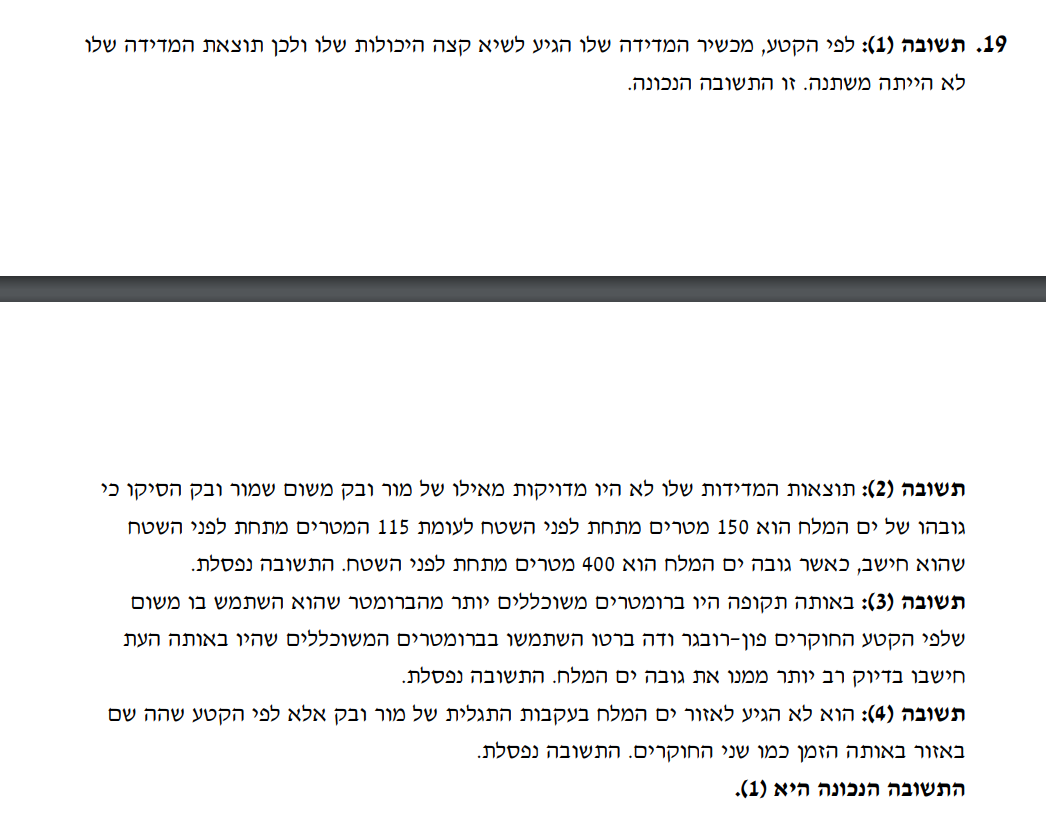 19. תשובה (1): לפי הקטע, מכשיר המדידה שלו הגיע לשיא קצה היכולות שלו ולכן תוצאת המדידה שלו
לא הייתה משתנה. זו התשובה הנכונה.
תשובה (2): תוצאות המדידות שלו לא היו מדויקות מאילו של מור ובק משום שמור ובק הסיקו כי
גובהו של ים המלח הוא 150 מטרים מתחת לפני השטח לעומת 115 המטרים מתחת לפני השטח
שהוא חישב, כאשר גובה ים המלח הוא 400 מטרים מתחת לפני השטח. התשובה נפסלת.
תשובה (3): באותה תקופה היו ברומטרים משוכללים יותר מהברומטר שהוא השתמש בו משום
שלפי הקטע החוקרים פון-רובגר ודה ברטו השתמשו בברומטרים המשוכללים שהיו באותה העת
חישבו בדיוק רב יותר ממנו את גובה ים המלח. התשובה נפסלת.
תשובה (4): הוא לא הגיע לאזור ים המלח בעקבות התגלית של מור ובק אלא לפי הקטע שהה שם
באזור באותה הזמן כמו שני החוקרים. התשובה נפסלת.
התשובה הנכונה היא (1).